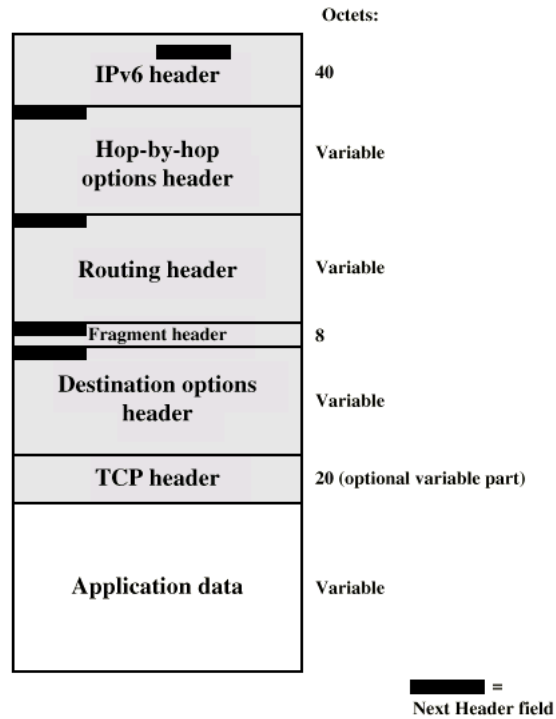 Octets:
IPv6 header
40
Hop-by-hop
options header
Variable
Routing header
Variable
Fragment header
8
Destination options
header
Variable
TCP header
20 (optional variable part)
Application data
Variable
=
Next Header field